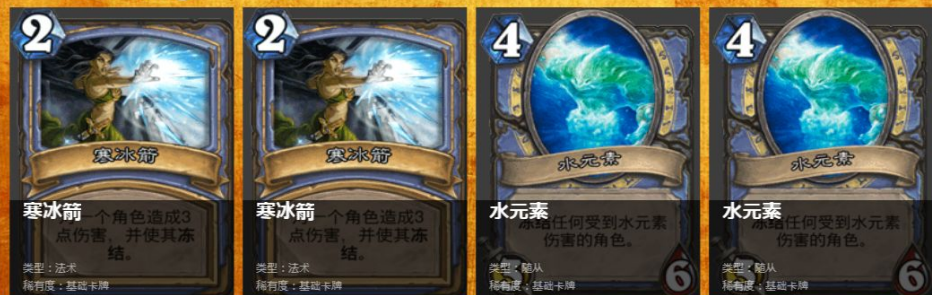 2
2
4
4
寒冰箭
寒冰箭
水元素
水元素
寒冰箭
寒冰箭
水元素
水元素
一个角色造成3
点伤害，并使其冻
结。
一个角色造成3
点伤害，并使其冻
结。
冻结任何受到水元素
伤害的角色。
冻结任何受到水元素
伤害的角色。
类型：法术
类型：法术
类型：随从
类型：随从
稀有度：基础卡牌
稀有度：基础卡牌
稀有度：基础卡牌
稀有度：基础卡牌
3
6
3
6